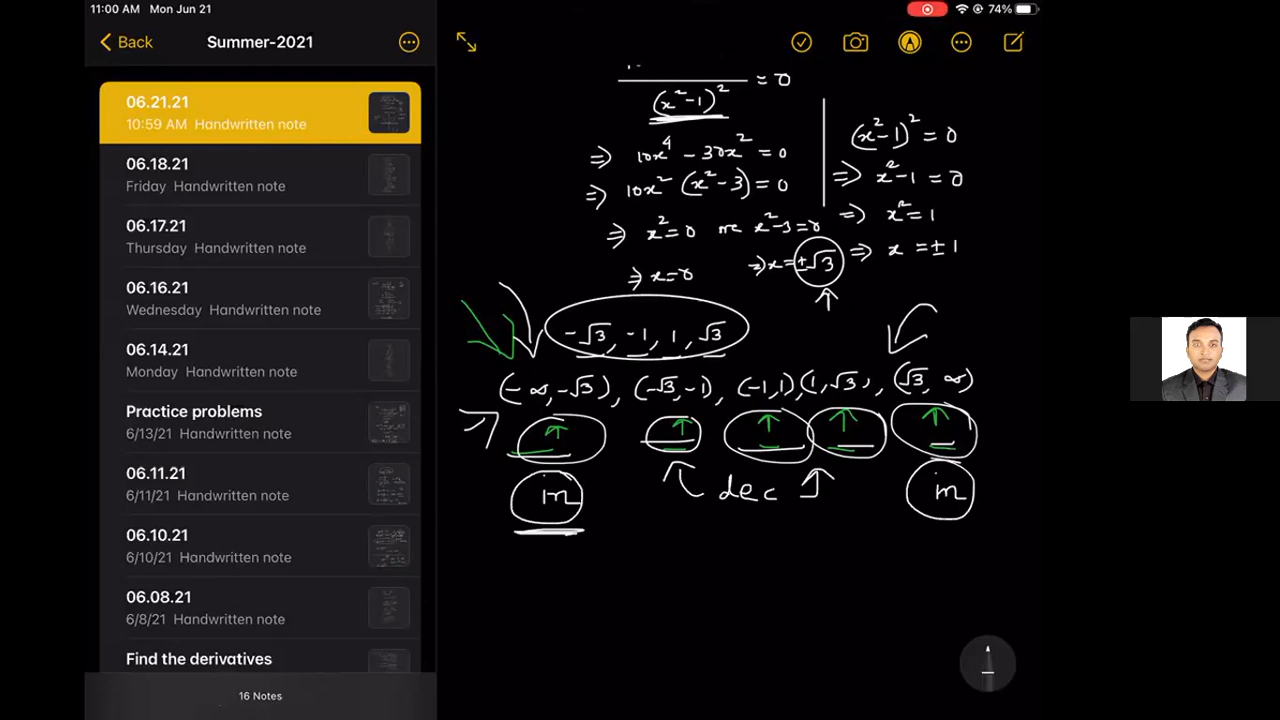 11:00 AM Mon Jun 21
74%
Back
Summer-2021
06.21.21
10:59 AM Handwritten note
06.18.21
Friday Handwritten note
06.17.21
Thursday Handwritten note
06.16.21
Wednesday Handwritten note
06.14.21
Monday Handwritten note
Practice problems
6/13/21 Handwritten note
06.11.21
6/11/21 Handwritten note
06.10.21
6/10/21 Handwritten note
06.08.21
6/8/21 Handwritten note
Find the derivatives
16 Notes
(x²-1)² = 0
⇒ 10x⁴ - 30x² = 0
⇒ 10x² (x²-3) = 0
⇒ x² = 0 or x²-3 = 0
⇒ x = 0 ⇒ x = ±√3
(x²-1)² = 0
⇒ x²-1 = 0
⇒ x² = 1
⇒ x = ±1
-√3, -1, 1, √3
(-∞, -√3), (-√3, -1), (-1, 1), (1, √3), (√3, ∞)
in dec in